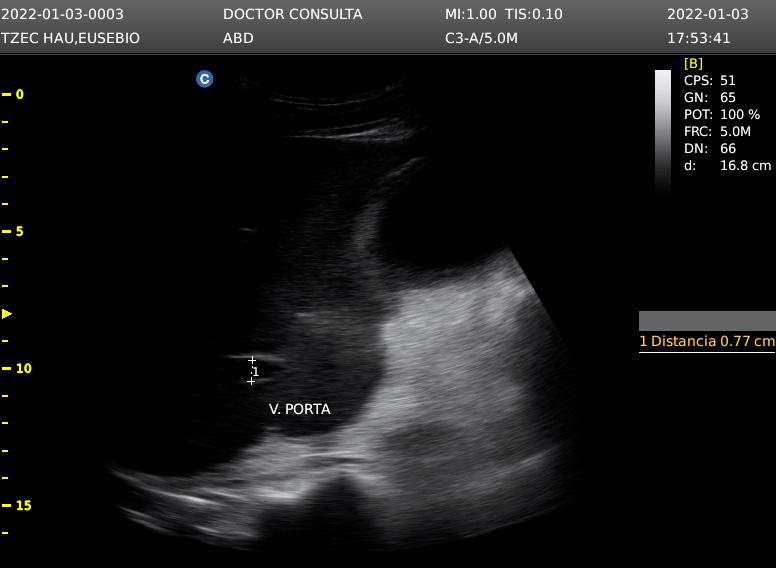 2022-01-03-0003 DOCTOR CONSULTA MI:1.00 TIS:0.10 2022-01-03
TZEC HAU,EUSEBIO ABD C3-A/5.0M 17:53:41
C
[B]
CPS: 51
GN: 65
POT: 100 %
FRC: 5.0M
DN: 66
d: 16.8 cm
0
5
10
15
1
V. PORTA
1 Distancia 0.77 cm